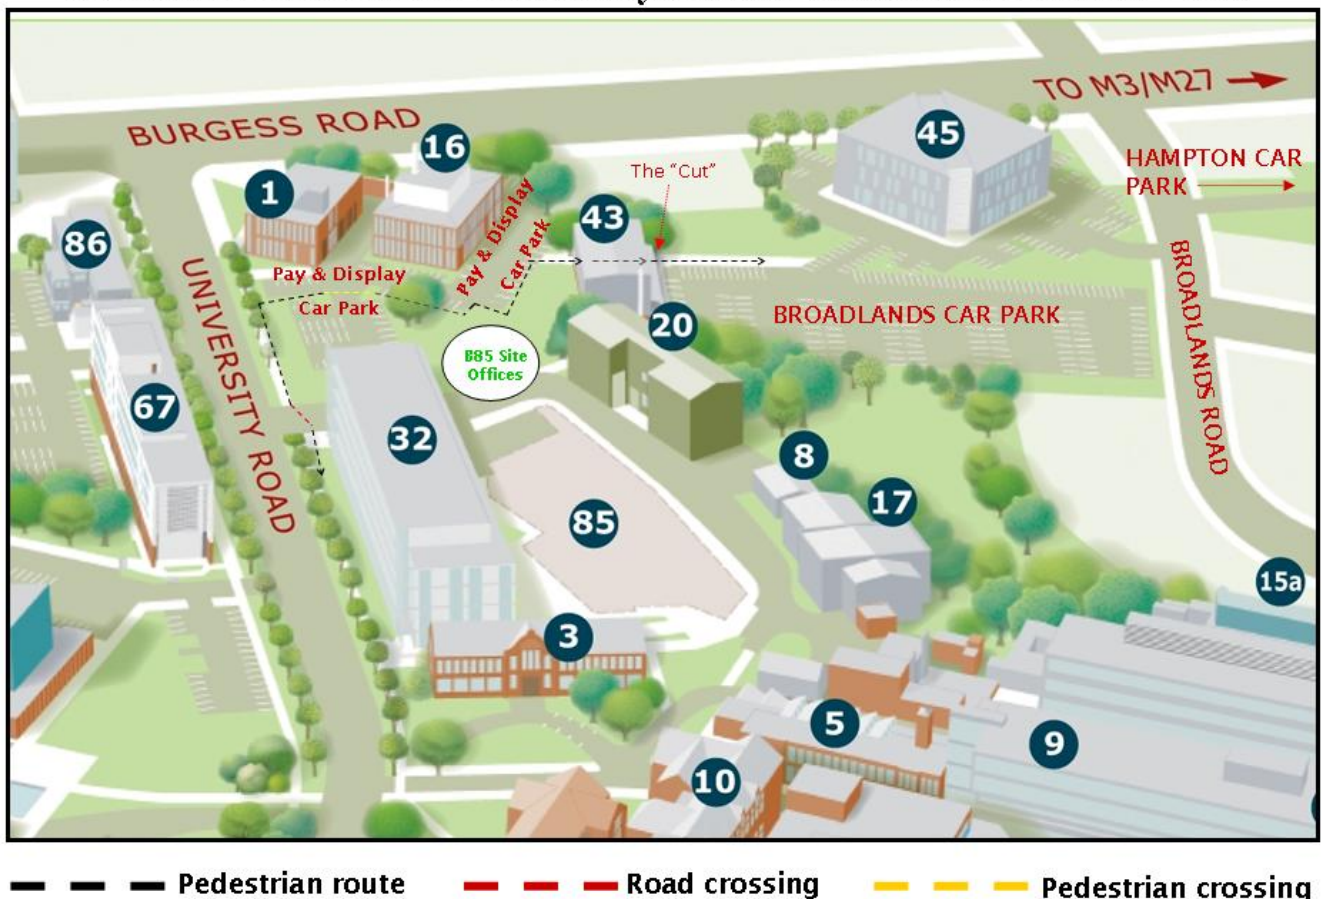 TO M3/M27
BURGESS ROAD
45
16
HAMPTON CAR
PARK
The "Cut"
1
Pay & Display
Car Park
43
86
Pay & Display
Car Park
UNIVERSITY ROAD
BROADLANDS ROAD
BROADLANDS CAR PARK
20
B85 Site
Offices
67
32
8
17
85
15a
3
5
9
10
Pedestrian route
Road crossing
Pedestrian crossing